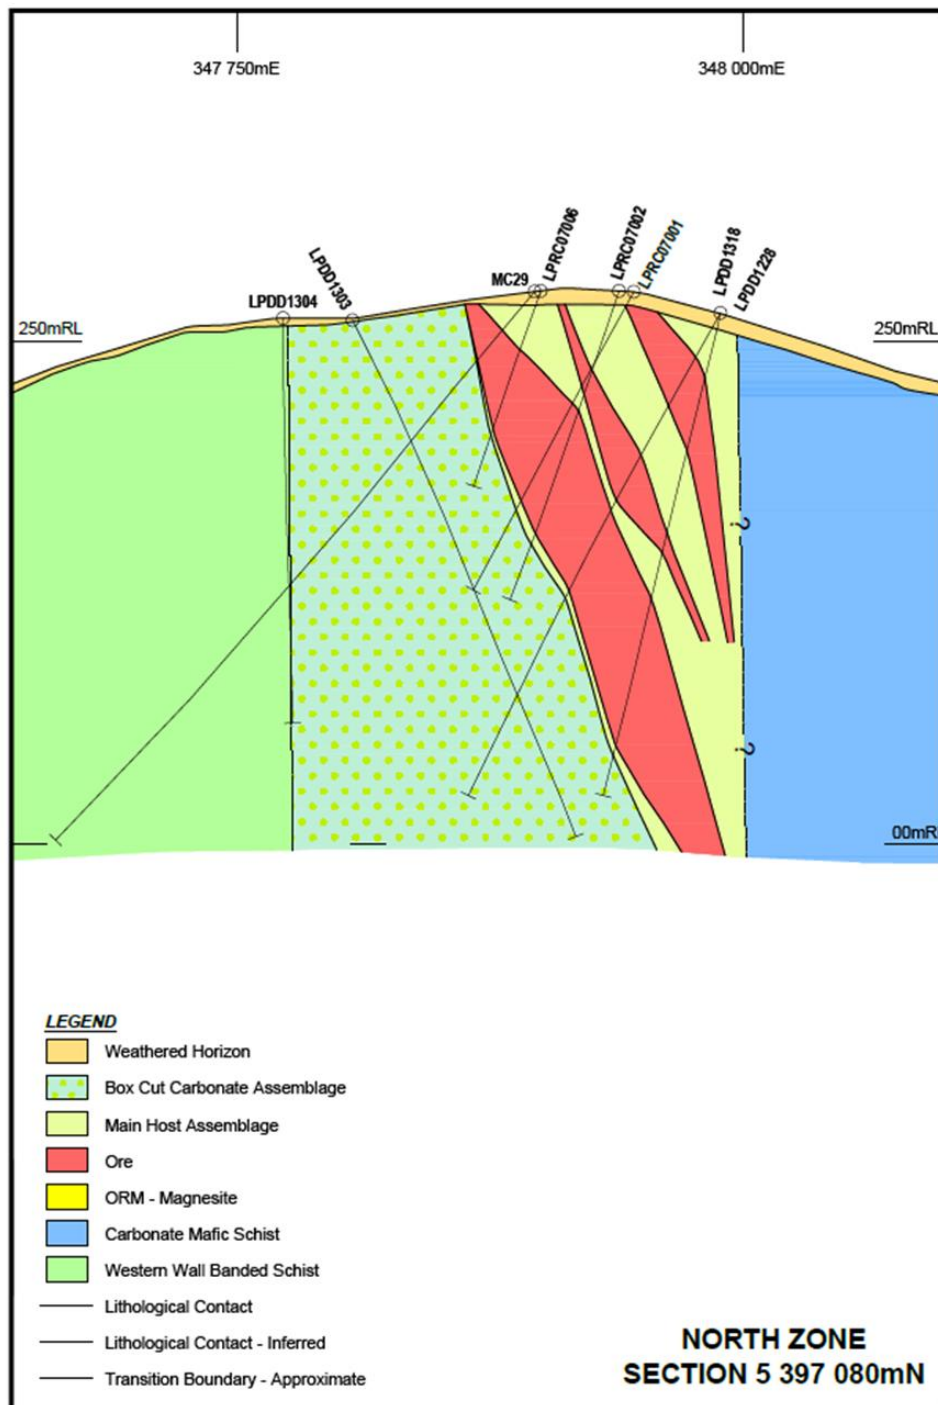 347 750mE
348 000mE
LPDD1304
LPDD1303
MC29
LPRC07006
LPRC07002
LPRC07001
LPDD1318
LPDD1228
250mRL
250mRL
?
?
00mR
LEGEND
Weathered Horizon
Box Cut Carbonate Assemblage
Main Host Assemblage
Ore
ORM - Magnesite
Carbonate Mafic Schist
Western Wall Banded Schist
Lithological Contact
Lithological Contact - Inferred
Transition Boundary - Approximate
NORTH ZONE
SECTION 5 397 080mN